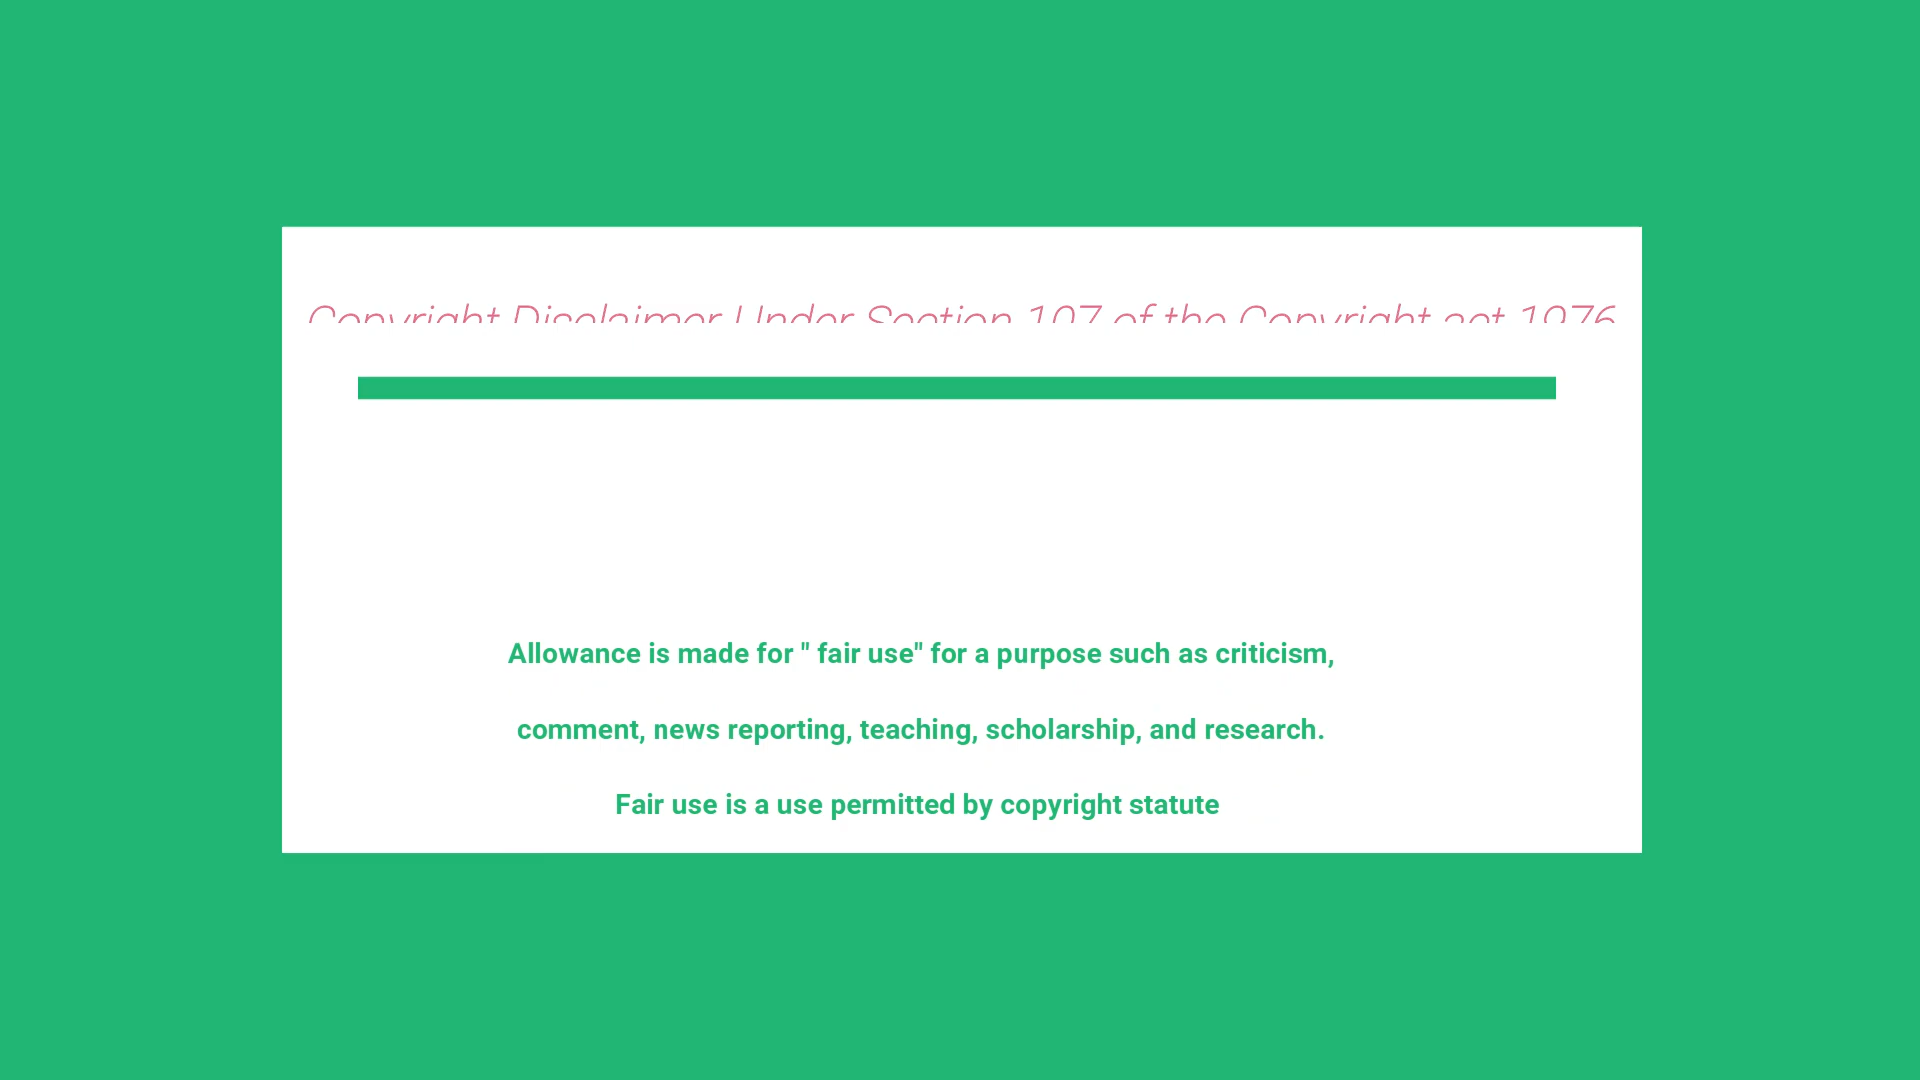 Copyright Disclaimer Under Section 107 of the Copyright act 1976
Allowance is made for " fair use" for a purpose such as criticism,
comment, news reporting, teaching, scholarship, and research.
Fair use is a use permitted by copyright statute